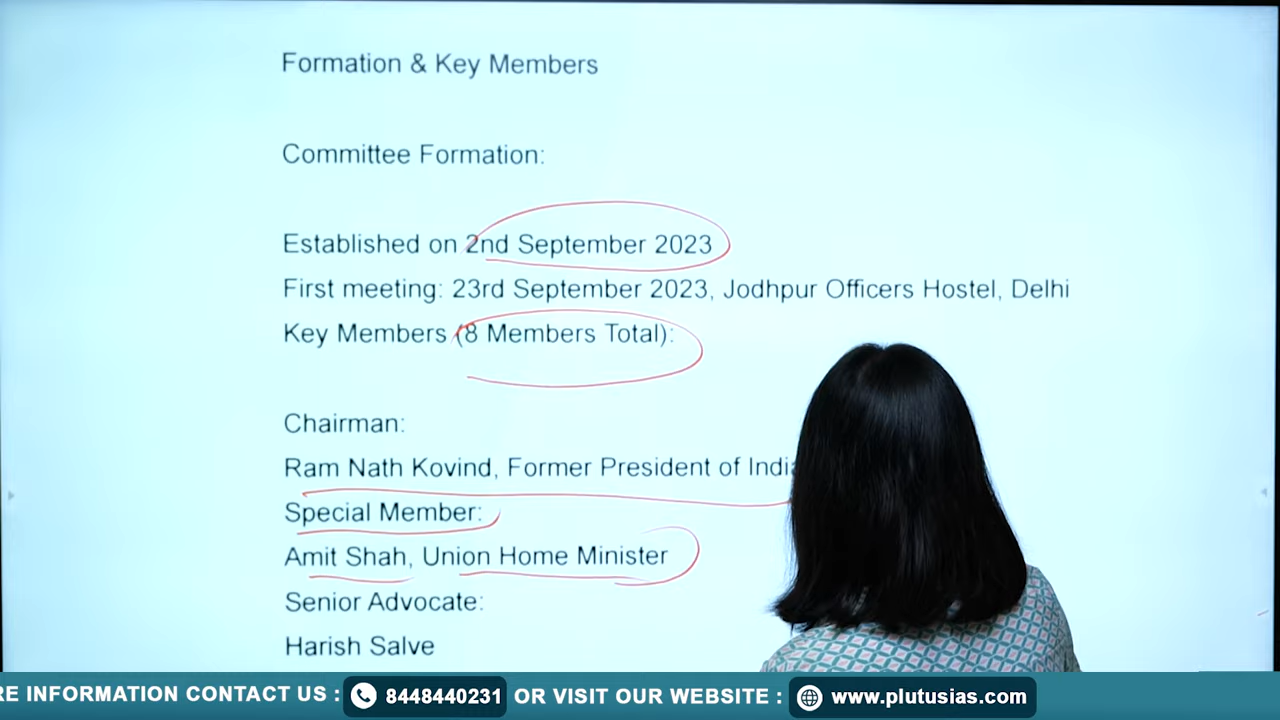 Formation & Key Members
Committee Formation:
Established on 2nd September 2023
First meeting: 23rd September 2023, Jodhpur Officers Hostel, Delhi
Key Members (8 Members Total):
Chairman:
Ram Nath Kovind, Former President of India
Special Member:
Amit Shah, Union Home Minister
Senior Advocate:
Harish Salve
RE INFORMATION CONTACT US : 8448440231 OR VISIT OUR WEBSITE : www.plutusias.com